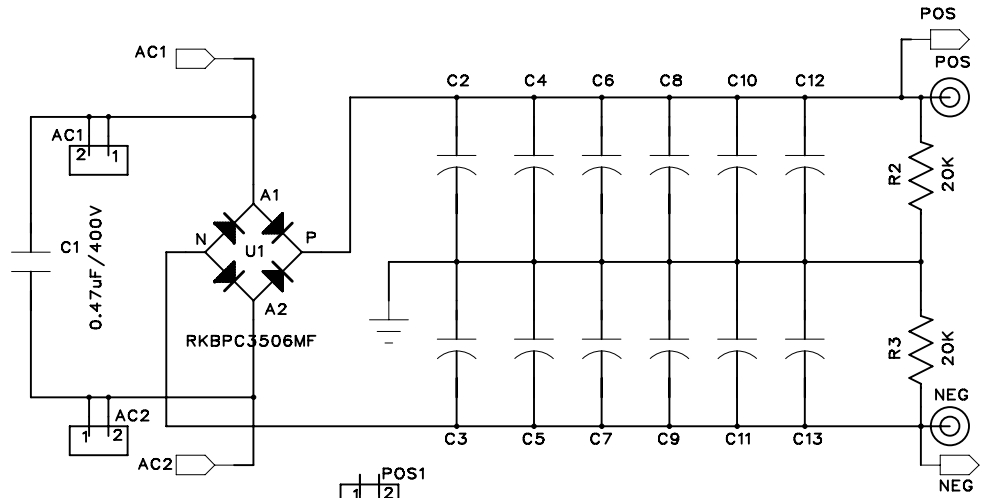 POS
AC1
POS
C2 C4 C6 C8 C10 C12
AC1
2 1
A1
R2
20K
C1
0.47uF/400V
N U1 P
A2
RKBPC3506MF
R3
20K
AC2
1 2
NEG
C3 C5 C7 C9 C11 C13
AC2
POS1
1 2
NEG